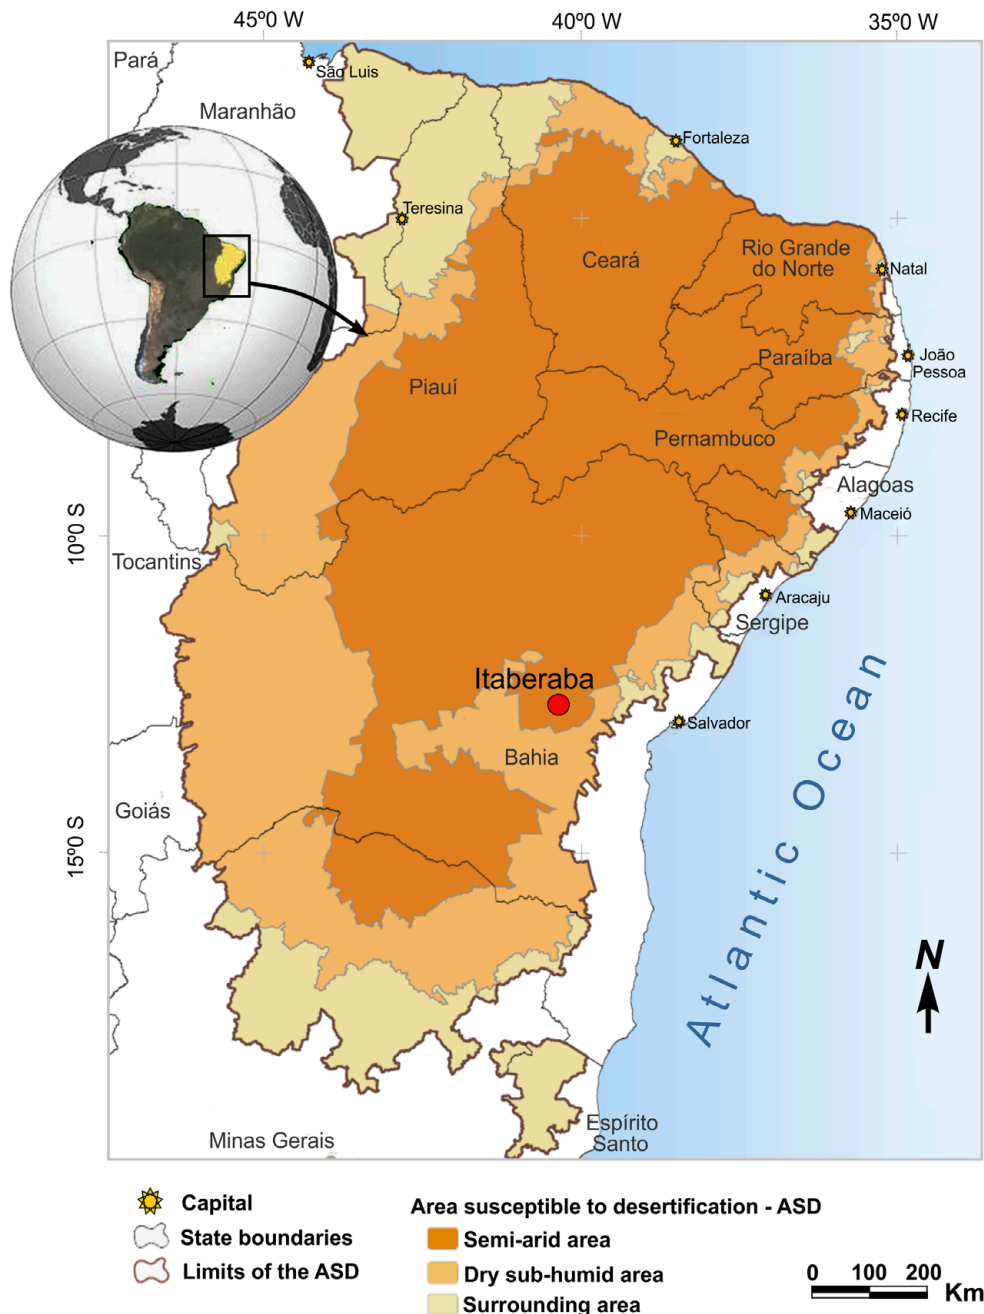 45º0 W
40º0 W
35º0 W
Pará
São Luis
Maranhão
Fortaleza
Teresina
Ceará
Rio Grande
do Norte
Natal
Paraíba
João
Pessoa
Piauí
Recife
Pernambuco
Alagoas
Maceió
10º0 S
Tocantins
Aracaju
Sergipe
Itaberaba
Salvador
Bahia
Goiás
15º0 S
Atlantic Ocean
N
Espírito
Santo
Minas Gerais
Capital
State boundaries
Limits of the ASD
Area susceptible to desertification - ASD
Semi-arid area
Dry sub-humid area
Surrounding area
0 100 200
Km